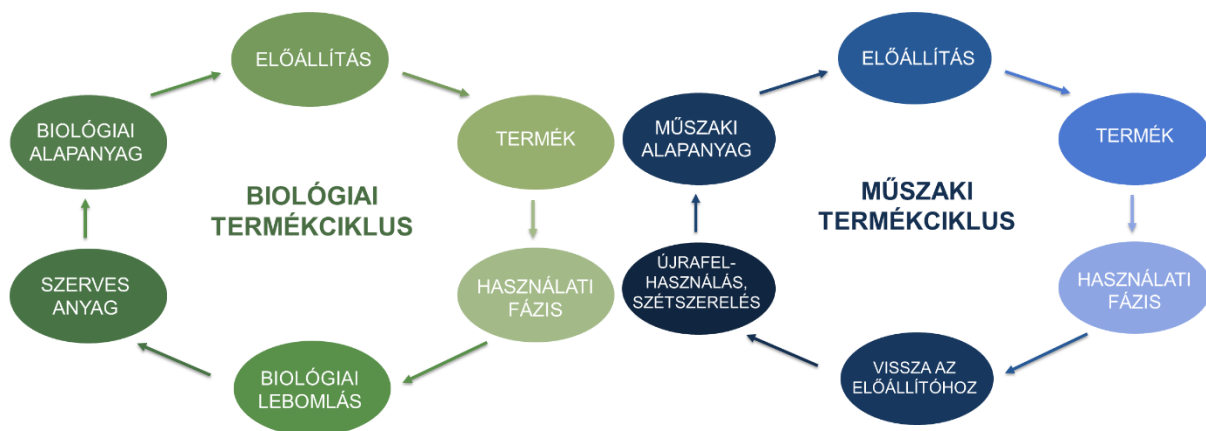 ELŐÁLLÍTÁS
TERMÉK
HASZNÁLATI
FÁZIS
BIOLÓGIAI
LEBOMLÁS
SZERVES
ANYAG
BIOLÓGIAI
ALAPANYAG
BIOLÓGIAI
TERMÉKCIKLUS
ELŐÁLLÍTÁS
TERMÉK
HASZNÁLATI
FÁZIS
VISSZA AZ
ELŐÁLLÍTÓHOZ
ÚJRAFEL-
HASZNÁLÁS,
SZÉTSZERELÉS
MŰSZAKI
ALAPANYAG
MŰSZAKI
TERMÉKCIKLUS